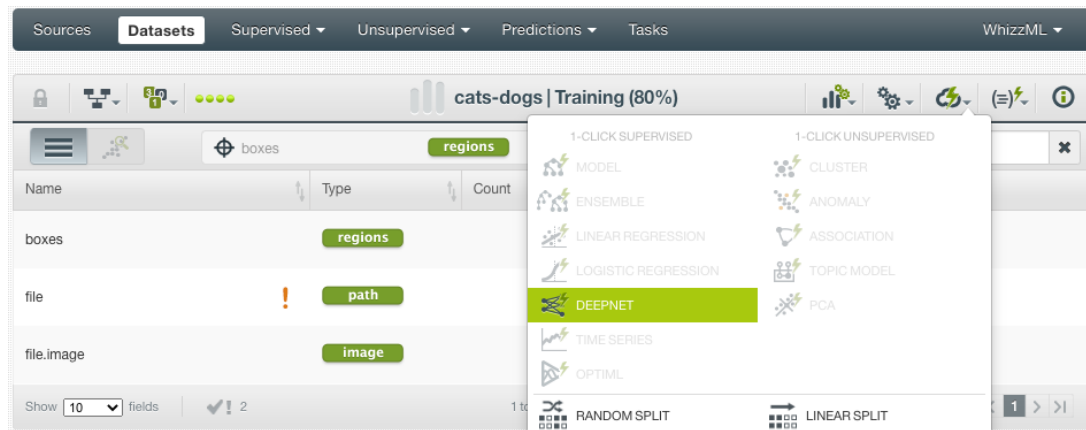 Sources Datasets Supervised Unsupervised Predictions Tasks WhizzML
cats-dogs | Training (80%)
boxes regions
Name Type Count
boxes regions
file path
file.image image
Show 10 fields 2 1 to 1
1-CLICK SUPERVISED
MODEL
ENSEMBLE
LINEAR REGRESSION
LOGISTIC REGRESSION
DEEPNET
TIME SERIES
OPTIML
RANDOM SPLIT
1-CLICK UNSUPERVISED
CLUSTER
ANOMALY
ASSOCIATION
TOPIC MODEL
PCA
LINEAR SPLIT